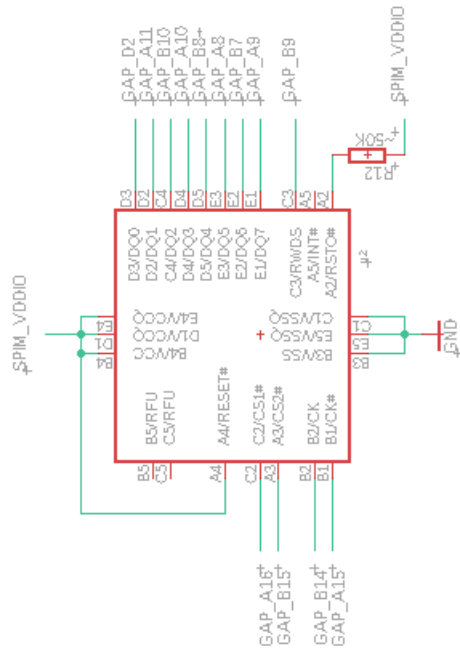 GAP_D2
GAP_A11
GAP_B10
GAP_A10
GAP_B8
GAP_A8
GAP_B7
GAP_A9
GAP_B9
SPIM_VDDIO
~50K
R12
D3
D2
C4
D4
D5
E3
E2
E1
C3
A5
A2
D3/DQ0
D2/DQ1
C4/DQ2
D4/DQ3
D5/DQ4
E3/DQ5
E2/DQ6
E1/DQ7
C3/RWDS
A5/INT#
A2/RSTO#
SPIM_VDDIO
E4
D1
B4
E4/VCCQ
D1/VCCQ
B4/VCC
C1/VSSQ
E5/VSSQ
B3/VSS
C1
E5
B3
GND
B5/RFU
C5/RFU
A4/RESET#
C2/CS1#
A3/CS2#
B2/CK
B1/CK#
B5
C5
A4
C2
A3
B2
B1
GAP_A16
GAP_B15
GAP_B14
GAP_A15